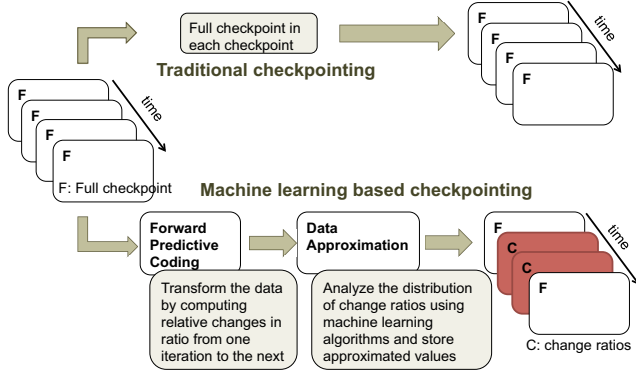 F
F
F
F
time
F: Full checkpoint
Full checkpoint in
each checkpoint
Traditional checkpointing
F
F
F
F
time
Machine learning based checkpointing
Forward
Predictive
Coding
Transform the data
by computing
relative changes in
ratio from one
iteration to the next
Data
Approximation
Analyze the distribution
of change ratios using
machine learning
algorithms and store
approximated values
F
C
C
F
time
C: change ratios